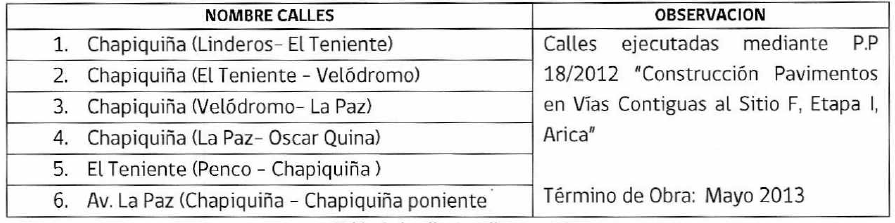 NOMBRE CALLES
OBSERVACION
1. Chapiquiña (Linderos- El Teniente)
2. Chapiquiña (El Teniente - Velódromo)
3. Chapiquiña (Velódromo- La Paz)
4. Chapiquiña (La Paz- Oscar Quina)
5. El Teniente (Penco - Chapiquiña )
6. Av. La Paz (Chapiquiña - Chapiquiña poniente
Calles ejecutadas mediante P.P
18/2012 "Construcción Pavimentos
en Vías Contiguas al Sitio F, Etapa I,
Arica"
Término de Obra: Mayo 2013